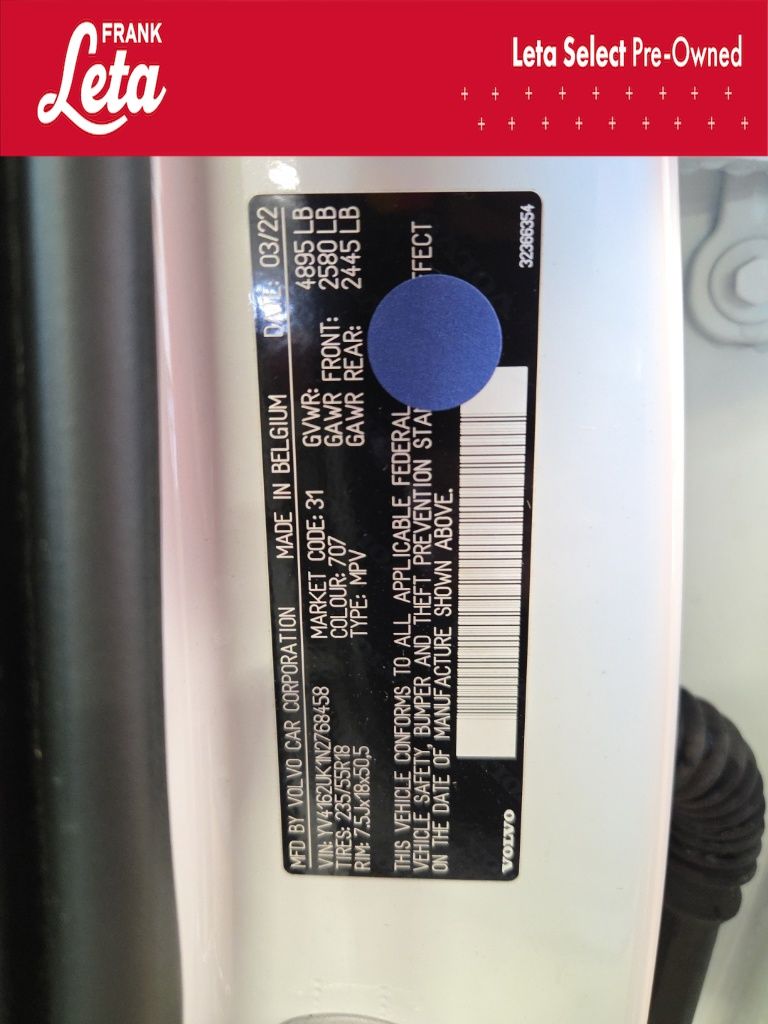 FRANK
Leta
Leta Select Pre-Owned
MFD BY VOLVO CAR CORPORATION MADE IN BELGIUM DATE: 03/22
VIN: YV4162UK1N2768458 MARKET CODE: 31 GVWR: 4895 LB
TIRES: 235/55R18 COLOUR: 707 GAWR FRONT: 2580 LB
RIM: 7.5Jx18x50,5 TYPE: MPV GAWR REAR: 2445 LB
THIS VEHICLE CONFORMS TO ALL APPLICABLE FEDERAL
VEHICLE SAFETY, BUMPER AND THEFT PREVENTION
ON THE DATE OF MANUFACTURE SHOWN ABOVE.
VOLVO 32366354